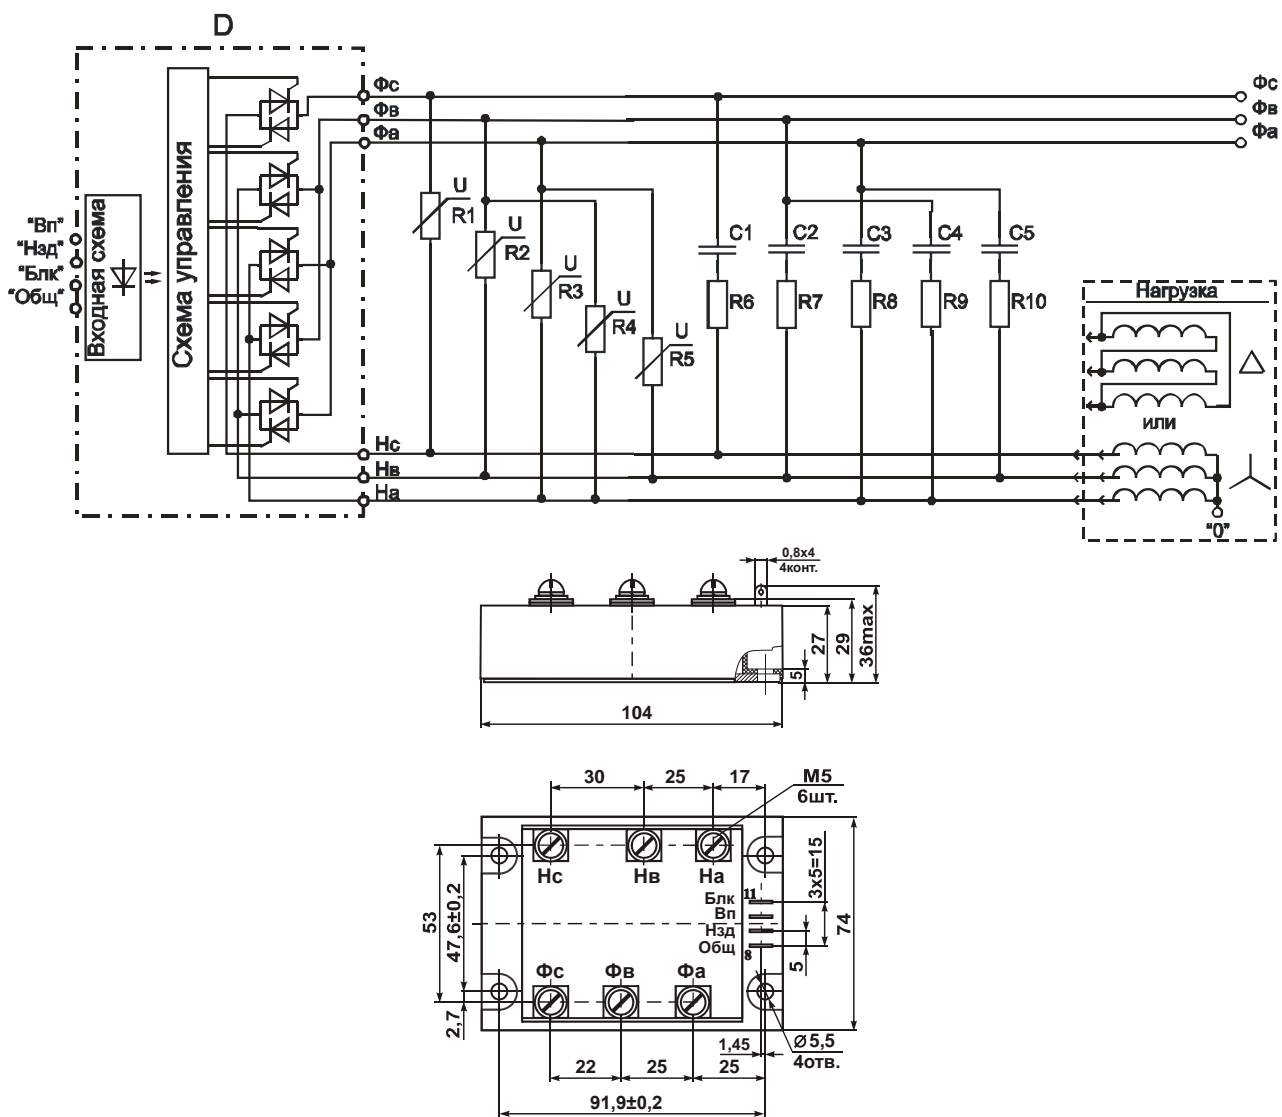 D
Фс
Фв
Фа
Фс
Фв
Фа
Схема управления
Входная схема
"Вп"
"Нзд"
"Блк"
"Общ"
U
R1
U
R2
U
R3
U
R4
U
R5
C1
C2
C3
C4
C5
R6
R7
R8
R9
R10
Нагрузка
или
"0"
Нс
Нв
На
0,8x4
4конт.
27
29
36max
5
104
30
25
17
М5
6шт.
Нс
Нв
На
Блк
11
Вп
Нзд
Общ
8
3x5=15
74
5
53
47,6±0,2
2,7
Фс
Фв
Фа
1,45
Ø5,5
4отв.
22
25
25
91,9±0,2